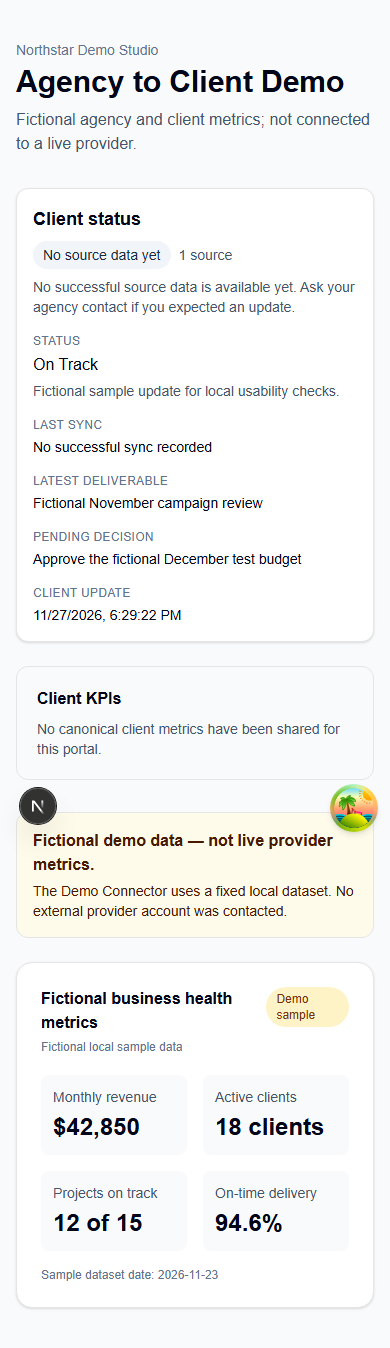 Northstar Demo Studio
Agency to Client Demo
Fictional agency and client metrics; not connected
to a live provider.
Client status
No source data yet 1 source
No successful source data is available yet. Ask your
agency contact if you expected an update.
STATUS
On Track
Fictional sample update for local usability checks.
LAST SYNC
No successful sync recorded
LATEST DELIVERABLE
Fictional November campaign review
PENDING DECISION
Approve the fictional December test budget
CLIENT UPDATE
11/27/2026, 6:29:22 PM
Client KPIs
No canonical client metrics have been shared for
this portal.
N
Fictional demo data — not live provider
metrics.
The Demo Connector uses a fixed local dataset. No
external provider account was contacted.
Fictional business health
metrics
Demo
sample
Fictional local sample data
Monthly revenue
$42,850
Active clients
18 clients
Projects on track
12 of 15
On-time delivery
94.6%
Sample dataset date: 2026-11-23